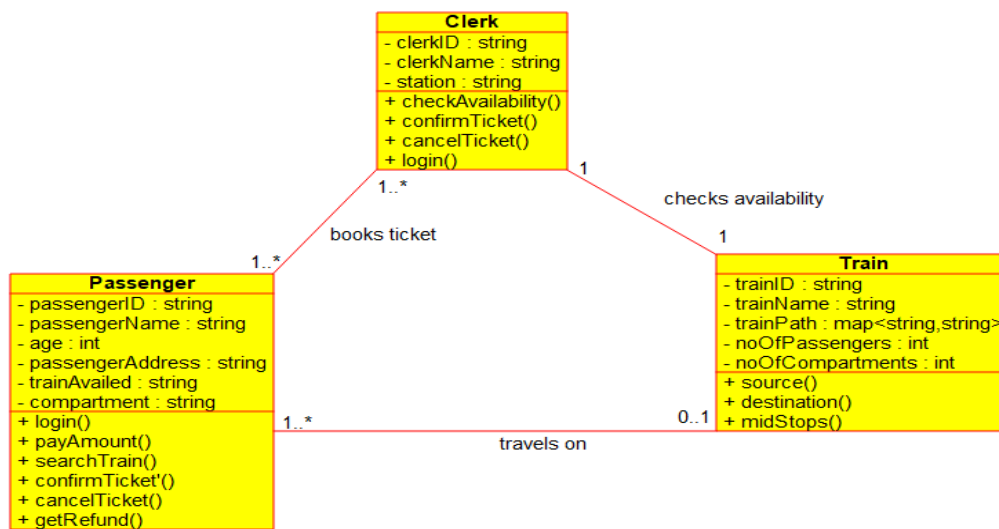 Clerk
- clerkID : string
- clerkName : string
- station : string
+ checkAvailability()
+ confirmTicket()
+ cancelTicket()
+ login()
1..*
1
checks availability
books ticket
1..*
1
Passenger
- passengerID : string
- passengerName : string
- age : int
- passengerAddress : string
- trainAvailed : string
- compartment : string
+ login()
+ payAmount()
+ searchTrain()
+ confirmTicket'()
+ cancelTicket()
+ getRefund()
Train
- trainID : string
- trainName : string
- trainPath : map<string,string>
- noOfPassengers : int
- noOfCompartments : int
+ source()
+ destination()
+ midStops()
1..*
0..1
travels on